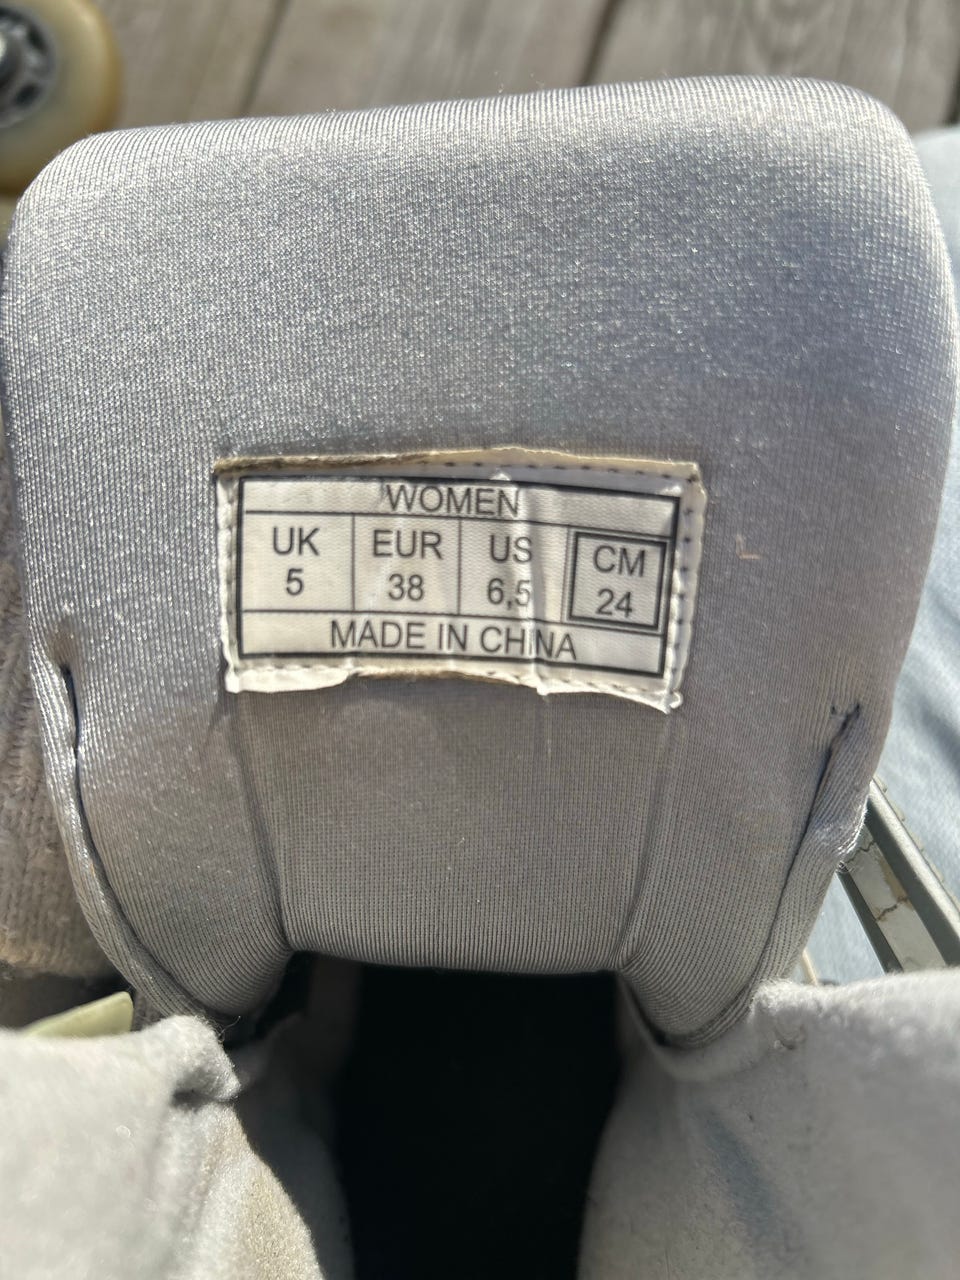 WOMEN
UK EUR US CM
5 38 6,5 24
MADE IN CHINA